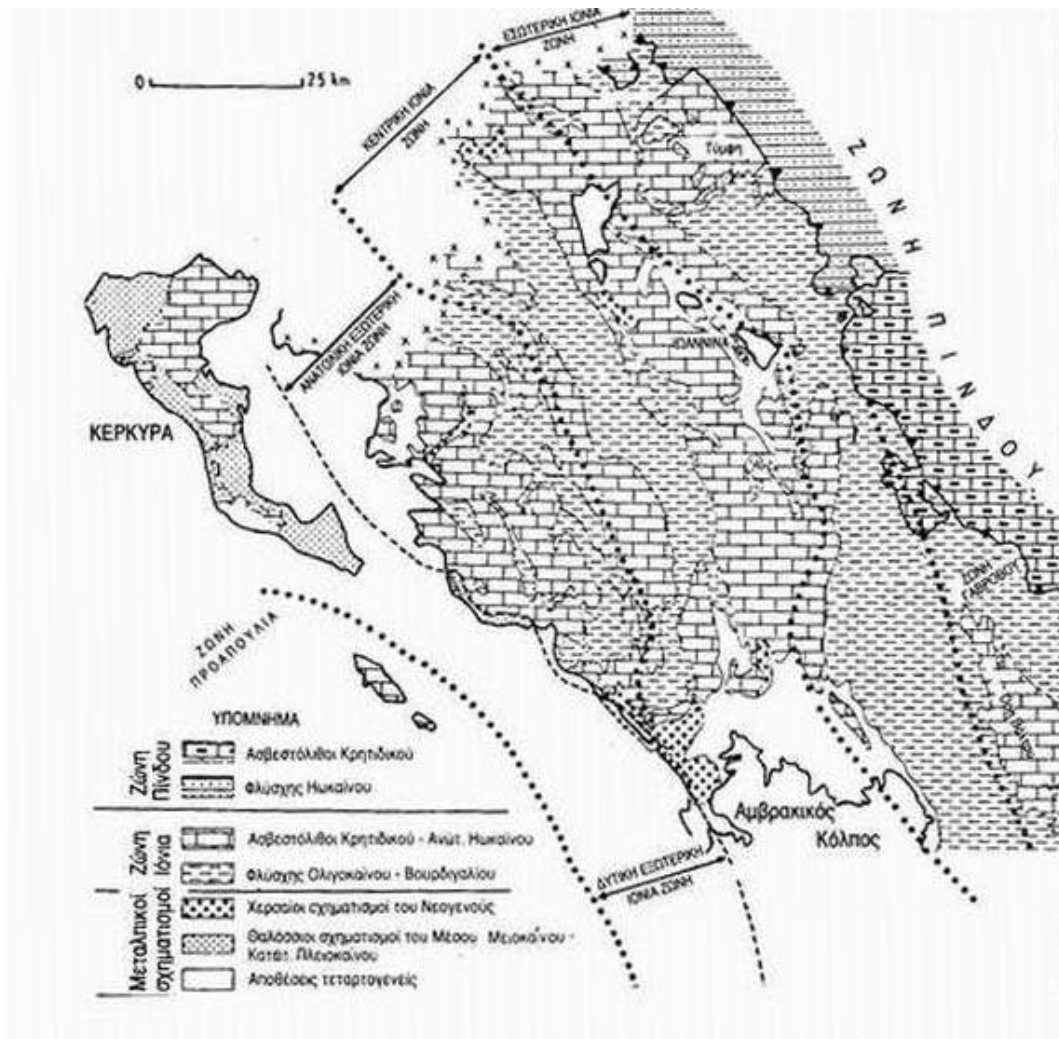 ΕΣΩΤΕΡΙΚΗ ΙΟΝΙΑ
ΖΩΝΗ
0 25 km
ΚΕΝΤΡΙΚΗ ΙΟΝΙΑ
ΖΩΝΗ
Τύμφη
ΖΩΝΗ ΠΙΝΔΟΥ
ΑΝΑΤΟΛΙΚΗ ΕΞΩΤΕΡΙΚΗ
ΙΟΝΙΑ ΖΩΝΗ
ΙΩΑΝΝΙΝΑ
ΚΕΡΚΥΡΑ
ΖΩΝΗ
ΓΑΒΡΟΒΟΥ
ΖΩΝΗ
ΠΡΟΑΠΟΥΛΙΑ
ΥΠΟΜΝΗΜΑ
Ζώνη
Πίνδου
Ασβεστόλιθοι Κρητιδικού
Φλύσχης Ηωκαίνου
Ζώνη
Ιόνια
Ασβεστόλιθοι Κρητιδικού - Ανώτ. Ηωκαίνου
Φλύσχης Ολιγοκαίνου - Βουρδιγαλίου
Μεταλπικοί
σχηματισμοί
Χερσαίοι σχηματισμοί του Νεογενούς
Θαλάσσιοι σχηματισμοί του Μέσου Μειοκαίνου -
Κατώτ. Πλειοκαίνου
Αποθέσεις τεταρτογενείς
Αμβρακικός
Κόλπος
ΔΥΤΙΚΗ ΕΞΩΤΕΡΙΚΗ
ΙΟΝΙΑ ΖΩΝΗ